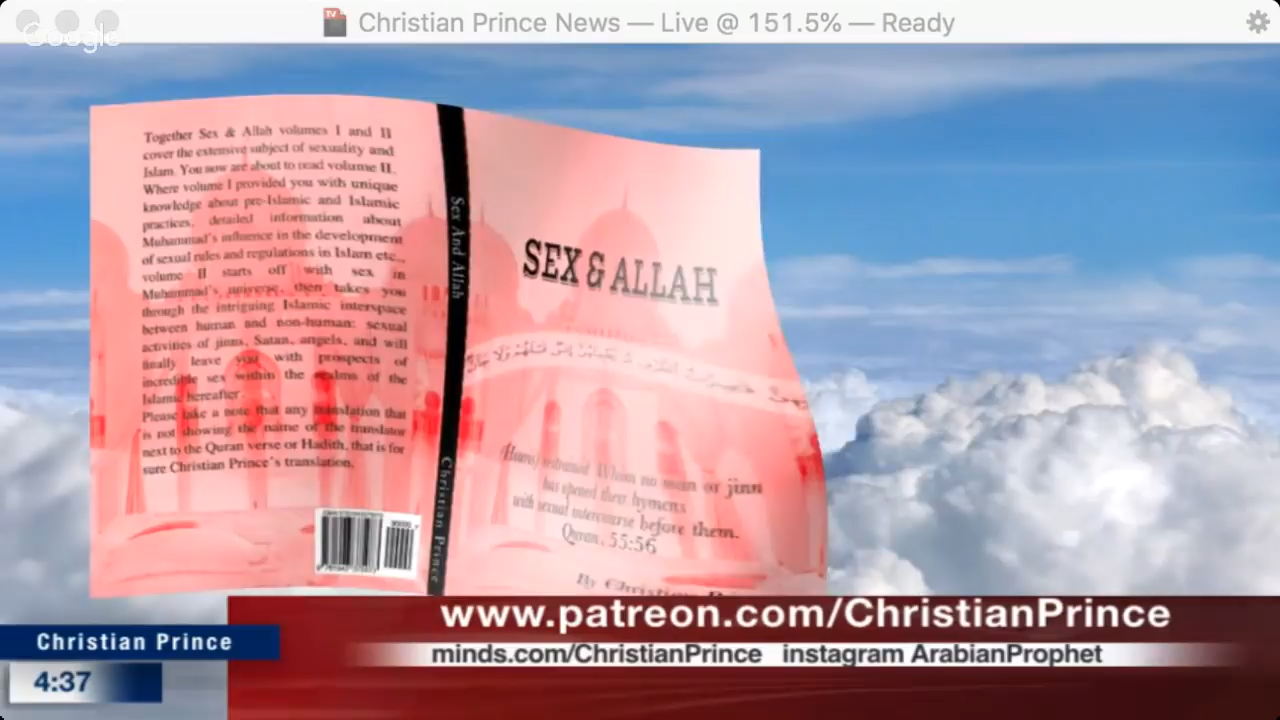 Christian Prince News — Live @ 151.5% — Ready
Google
Together Sex & Allah volumes I and II
cover the extensive subject of sexuality and
Islam. You now are about to read volume II.
Where volume I provided you with unique
knowledge about pre-Islamic and Islamic
practices, detailed information about
Muhammad's influence in the development
of sexual rules and regulations in Islam etc.,
volume II starts off with sex in
Muhammad's universe, then takes you
through the intriguing Islamic interspace
between human and non-human: sexual
activities of jinns, Satan, angels, and will
finally leave you with prospects of
incredible sex within the realms of the
Islamic hereafter.
Please take a note that any translation that
is not showing the name of the translator
next to the Quran verse or Hadith, that is for
sure Christian Prince's translation.
Sex And Allah
Christian Prince
SEX & ALLAH
(Huris) restrained Whom no man or jinn
has opened their hymens
with sexual intercourse before them.
Quran, 55:56
By Christian
www.patreon.com/ChristianPrince
minds.com/ChristianPrince instagram ArabianProphet
Christian Prince
4:37